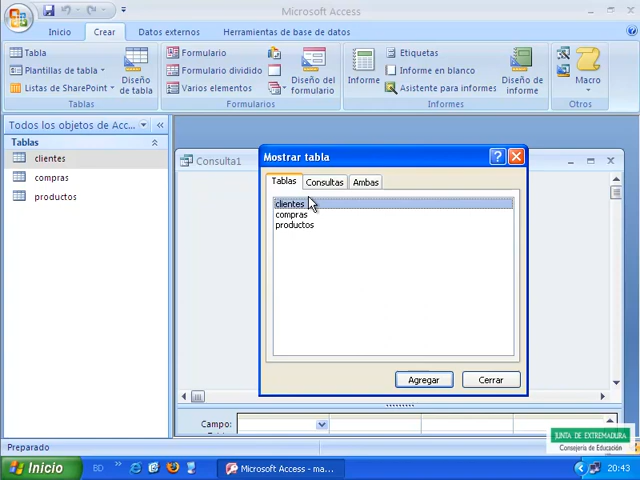 Microsoft Access
Inicio
Crear
Datos externos
Herramientas de base de datos
Tabla
Plantillas de tabla
Listas de SharePoint
Diseño de tabla
Tablas
Formulario
Formulario dividido
Varios elementos
Diseño del formulario
Formularios
Informe
Etiquetas
Informe en blanco
Asistente para informes
Diseño de informe
Informes
Macro
Otros
Todos los objetos de Acc...
Tablas
clientes
compras
productos
Consulta1
Mostrar tabla
Tablas
Consultas
Ambas
clientes
compras
productos
Agregar
Cerrar
Campo:
JUNTA DE EXTREMADURA
Consejería de Educación
Preparado
Inicio
BD
Microsoft Access - ma...
20:43